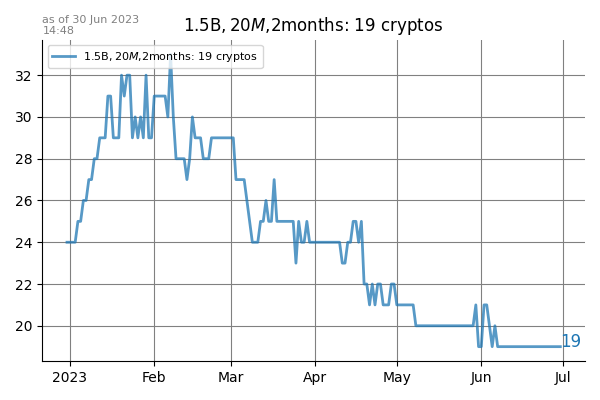 as of 30 Jun 2023
14:48
1.5B, 20M,2months: 19 cryptos
1.5B, 20M,2months: 19 cryptos
32
30
28
26
24
22
20
19
2023 Feb Mar Apr May Jun Jul